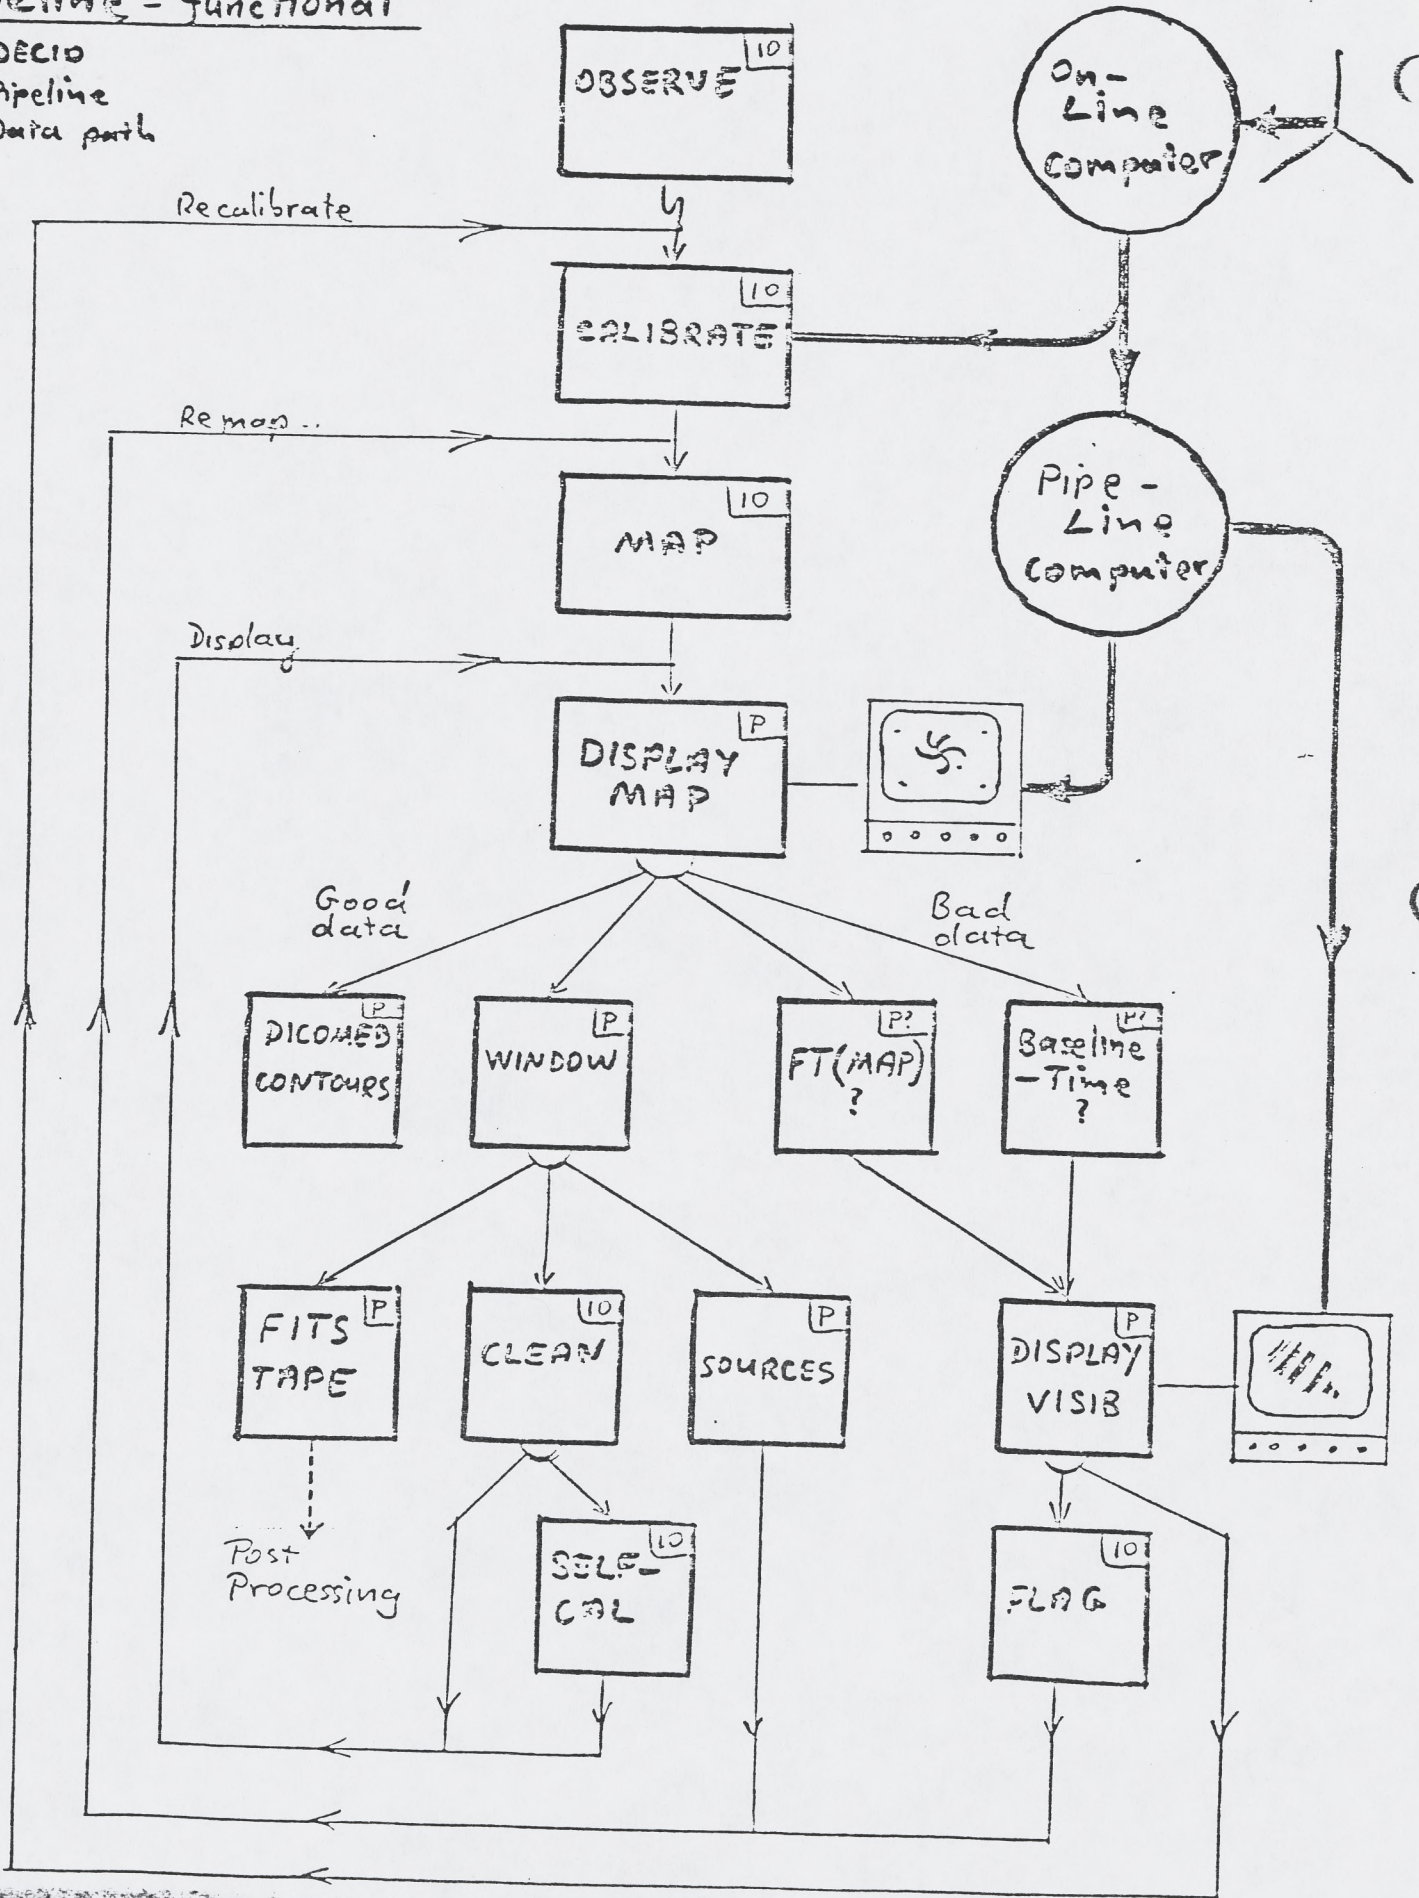 - functional
DEC10
Pipeline
Data path
10
OBSERVE
On-
Line
Computer
Recalibrate
10
CALIBRATE
Remap..
10
MAP
Pipe-
Line
Computer
Display
P
DISPLAY
MAP
Good
data
Bad
data
P
DICOMED
CONTOURS
P
WINDOW
P?
FT(MAP)
?
P?
Baseline
-Time
?
P
FITS
TAPE
10
CLEAN
P
SOURCES
P
DISPLAY
VISIB
Post
Processing
10
SELF-
CAL
10
FLAG